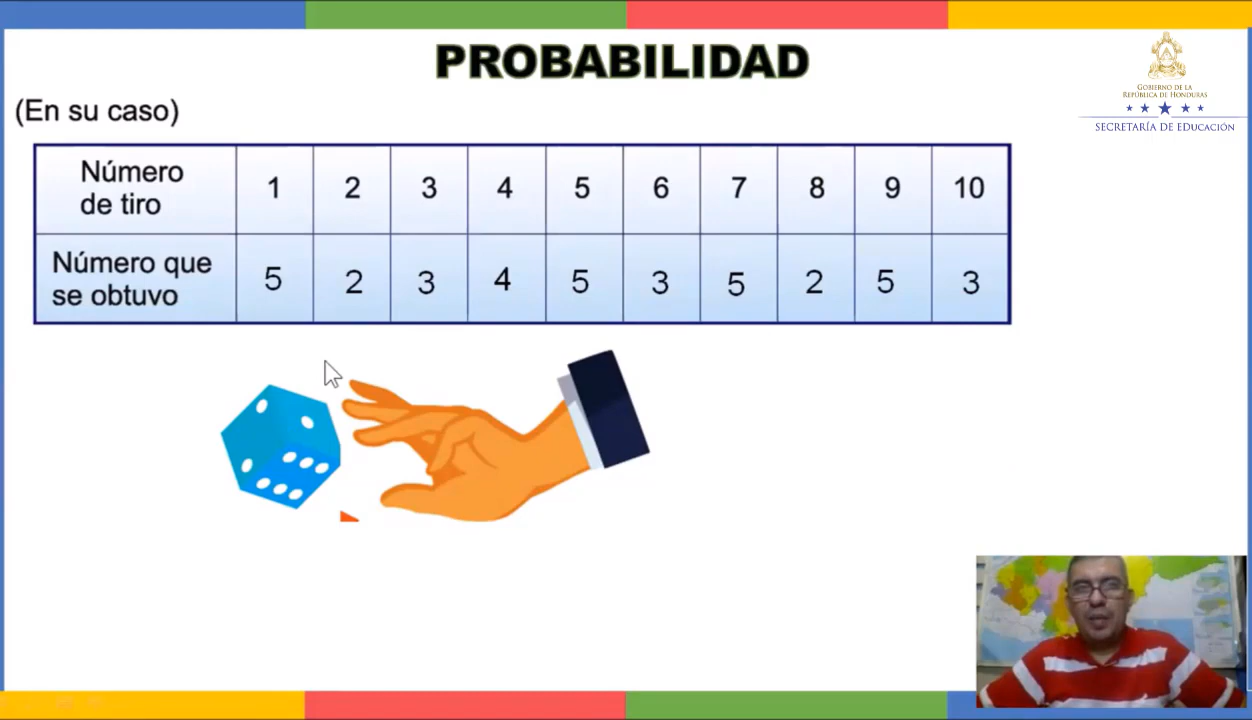 PROBABILIDAD
GOBIERNO DE LA
REPÚBLICA DE HONDURAS
SECRETARÍA DE EDUCACIÓN
(En su caso)
Número de tiro 1 2 3 4 5 6 7 8 9 10
Número que se obtuvo 5 2 3 4 5 3 5 2 5 3